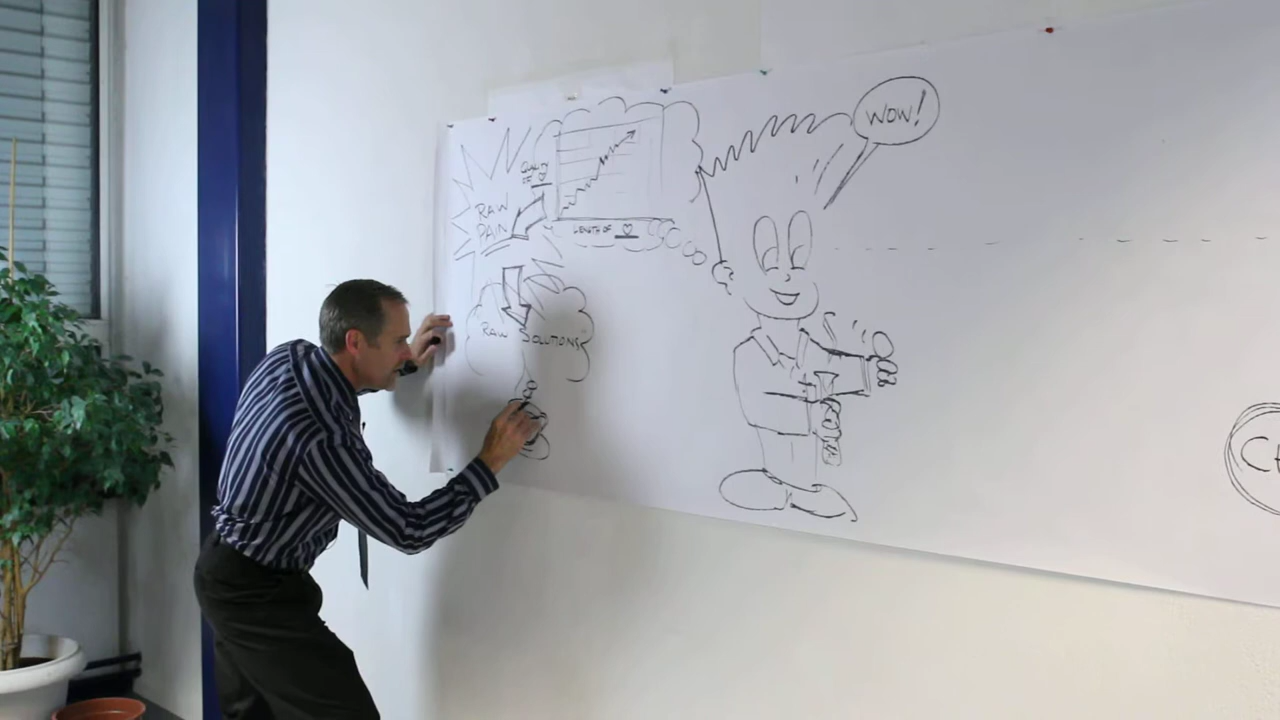 WOW!
QUALITY
OF
RAW
PAIN
LENGTH OF
RAW SOLUTIONS